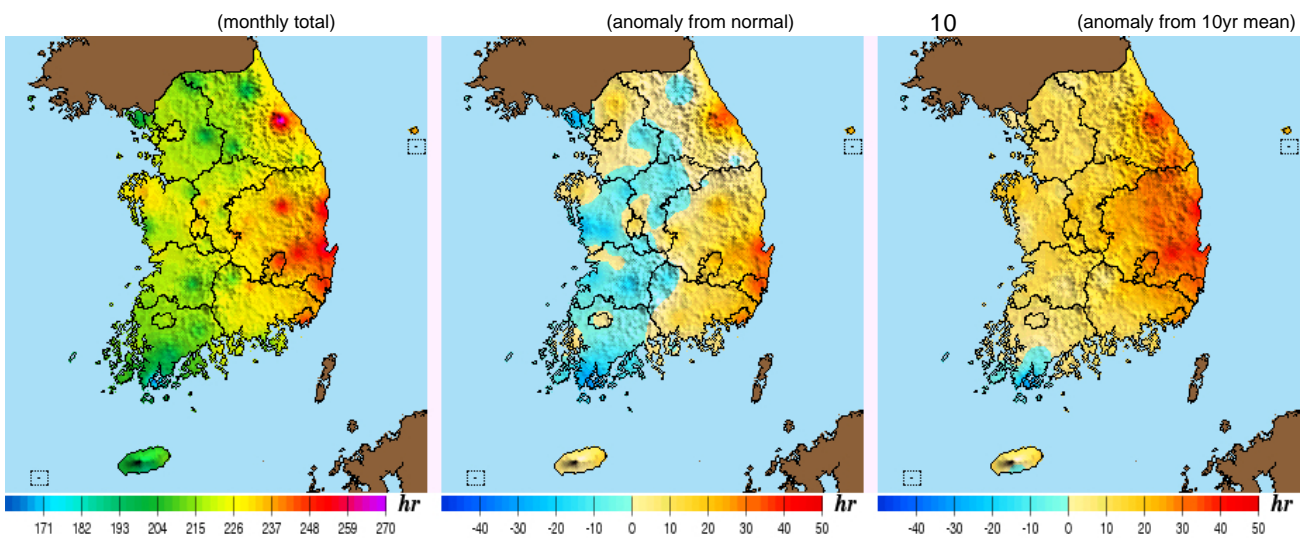 (monthly total)
(anomaly from normal)
10 (anomaly from 10yr mean)
hr
171 182 193 204 215 226 237 248 259 270
hr
-40 -30 -20 -10 0 10 20 30 40 50
hr
-40 -30 -20 -10 0 10 20 30 40 50